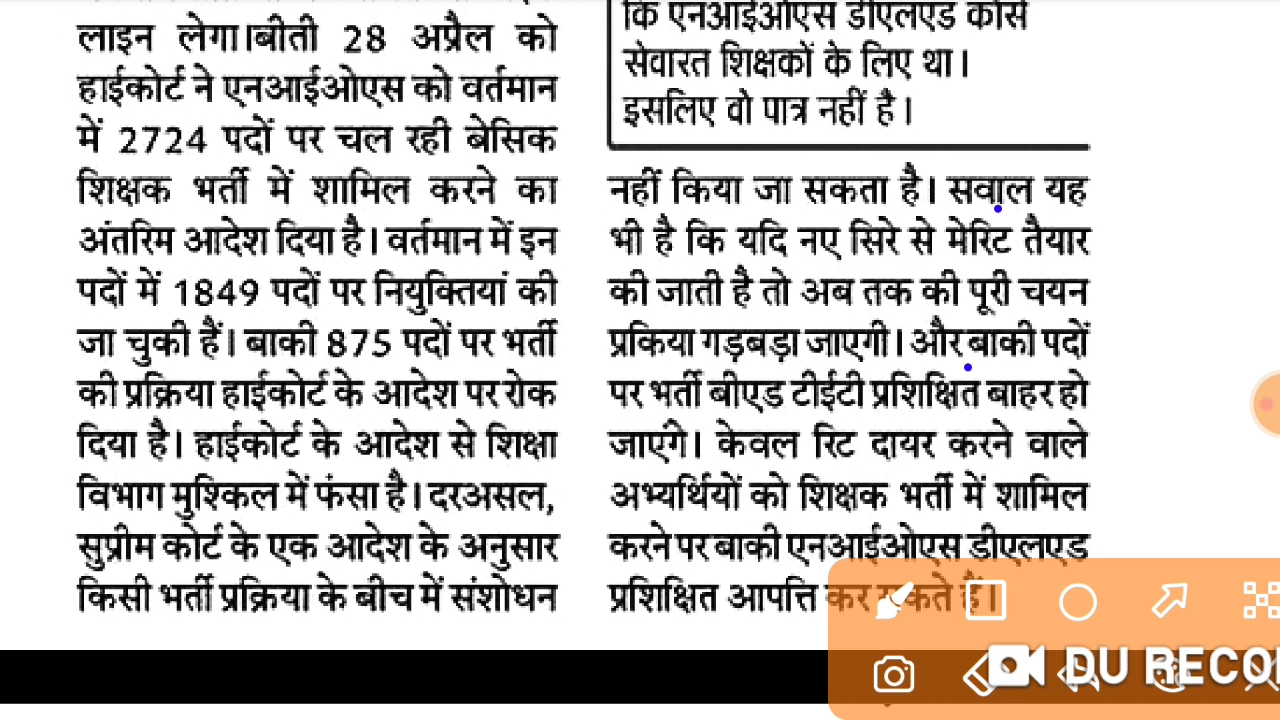 लाइन लेगा।बीती 28 अप्रैल को
हाईकोर्ट ने एनआईओएस को वर्तमान
में 2724 पदों पर चल रही बेसिक
शिक्षक भर्ती में शामिल करने का
अंतरिम आदेश दिया है। वर्तमान में इन
पदों में 1849 पदों पर नियुक्तियां की
जा चुकी हैं। बाकी 875 पदों पर भर्ती
की प्रक्रिया हाईकोर्ट के आदेश पर रोक
दिया है। हाईकोर्ट के आदेश से शिक्षा
विभाग मुश्किल में फंसा है। दरअसल,
सुप्रीम कोर्ट के एक आदेश के अनुसार
किसी भर्ती प्रक्रिया के बीच में संशोधन
कि एनआईओएस डीएलएड कोर्स
सेवारत शिक्षकों के लिए था।
इसलिए वो पात्र नहीं है।
नहीं किया जा सकता है। सवाल यह
भी है कि यदि नए सिरे से मेरिट तैयार
की जाती है तो अब तक की पूरी चयन
प्रकिया गड़बड़ा जाएगी। और बाकी पदों
पर भर्ती बीएड टीईटी प्रशिक्षित बाहर हो
जाएंगे। केवल रिट दायर करने वाले
अभ्यर्थियों को शिक्षक भर्ती में शामिल
करने पर बाकी एनआईओएस डीएलएड
प्रशिक्षित आपत्ति कर सकते हैं।
DU RECO